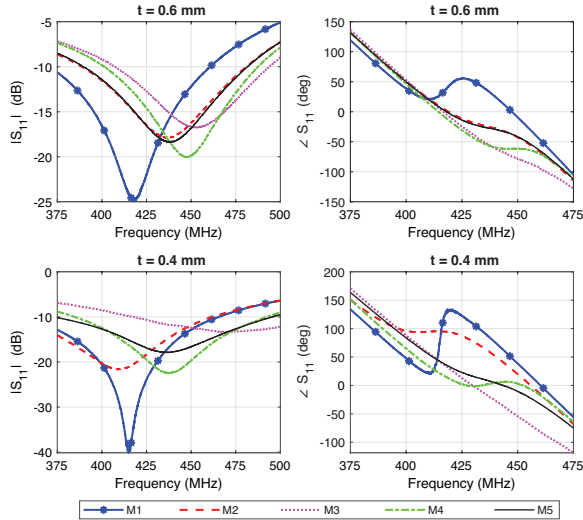 t = 0.6 mm
t = 0.6 mm
-5
-10
-15
-20
-25
|S11| (dB)
375 400 425 450 475 500
Frequency (MHz)
150
100
50
0
-50
-100
-150
∠ S11 (deg)
375 400 425 450 475
Frequency (MHz)
t = 0.4 mm
t = 0.4 mm
0
-10
-20
-30
-40
|S11| (dB)
375 400 425 450 475 500
Frequency (MHz)
200
150
100
50
0
-50
-100
∠ S11 (deg)
375 400 425 450 475
Frequency (MHz)
M1 M2 M3 M4 M5